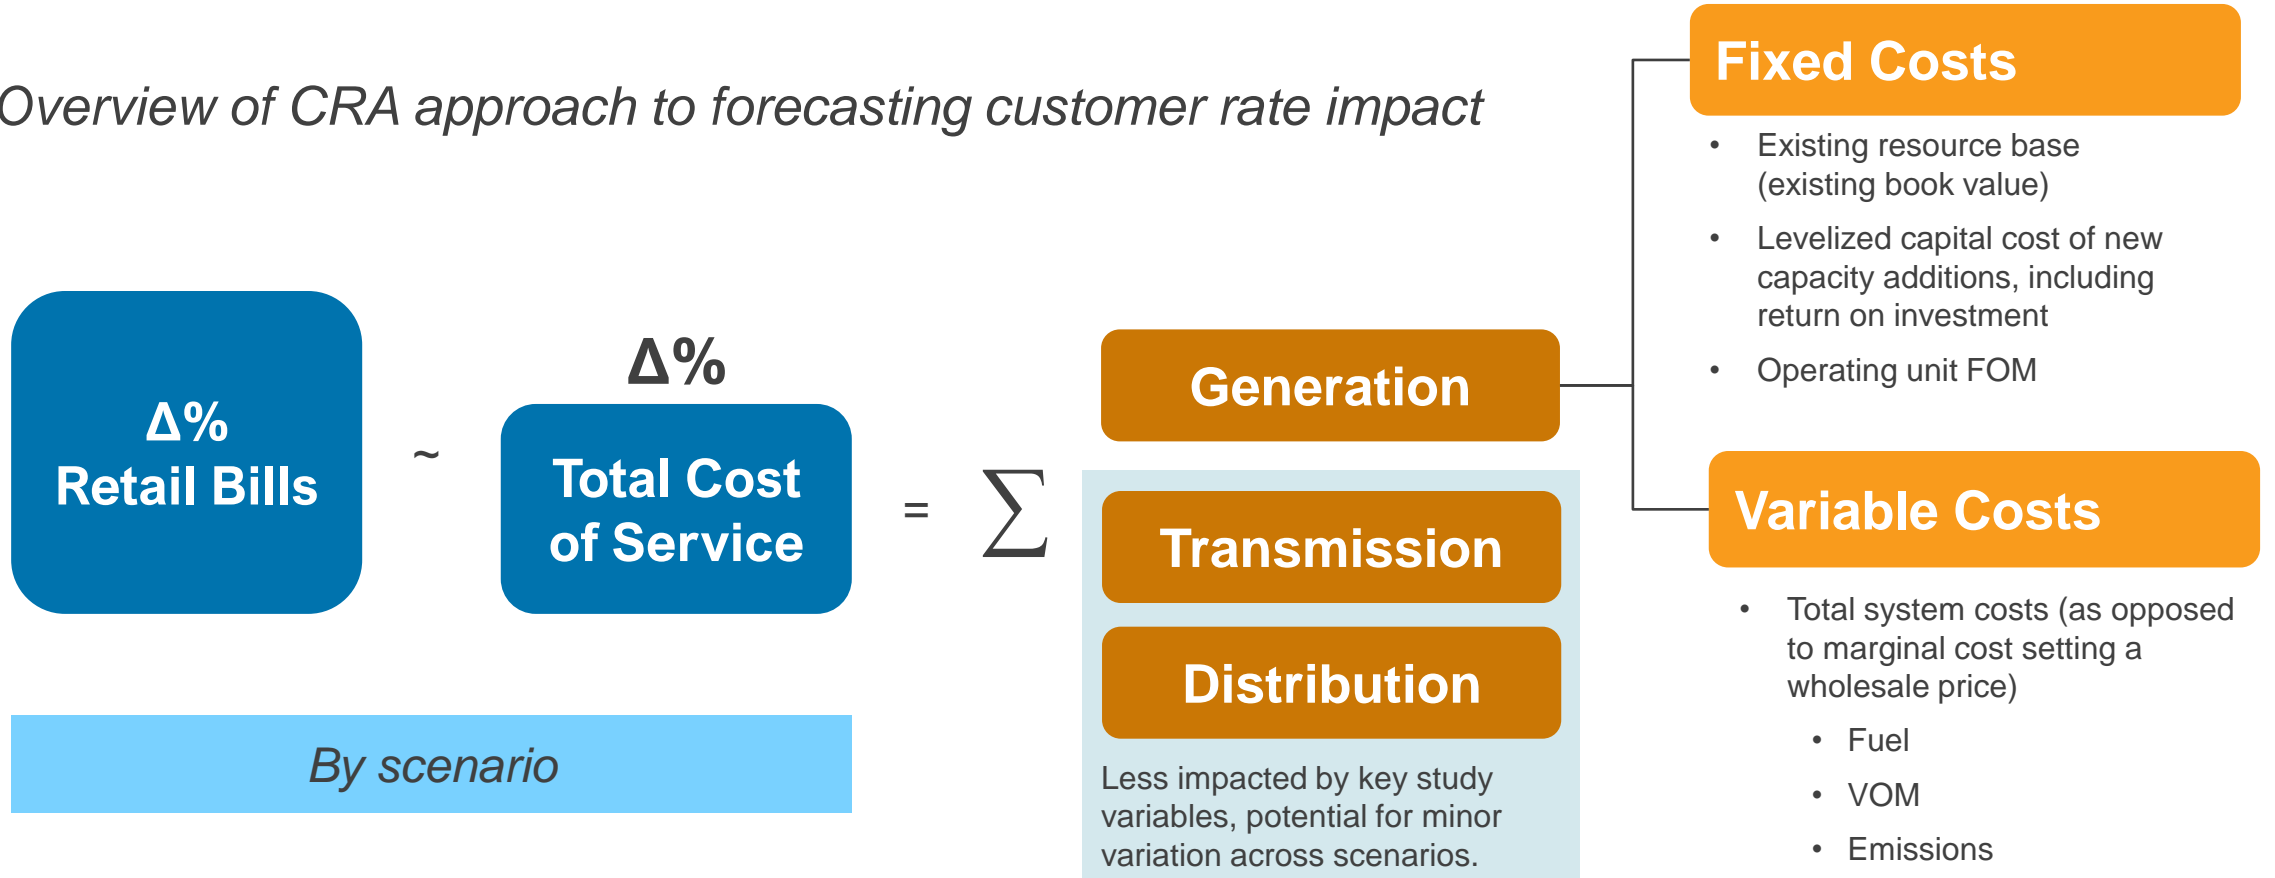 Overview of CRA approach to forecasting customer rate impact
Δ%
Retail Bills
~
Δ%
Total Cost
of Service
=
∑
By scenario
Generation
Transmission
Distribution
Less impacted by key study
variables, potential for minor
variation across scenarios.
Fixed Costs
• Existing resource base
(existing book value)
• Levelized capital cost of new
capacity additions, including
return on investment
• Operating unit FOM
Variable Costs
• Total system costs (as opposed
to marginal cost setting a
wholesale price)
• Fuel
• VOM
• Emissions